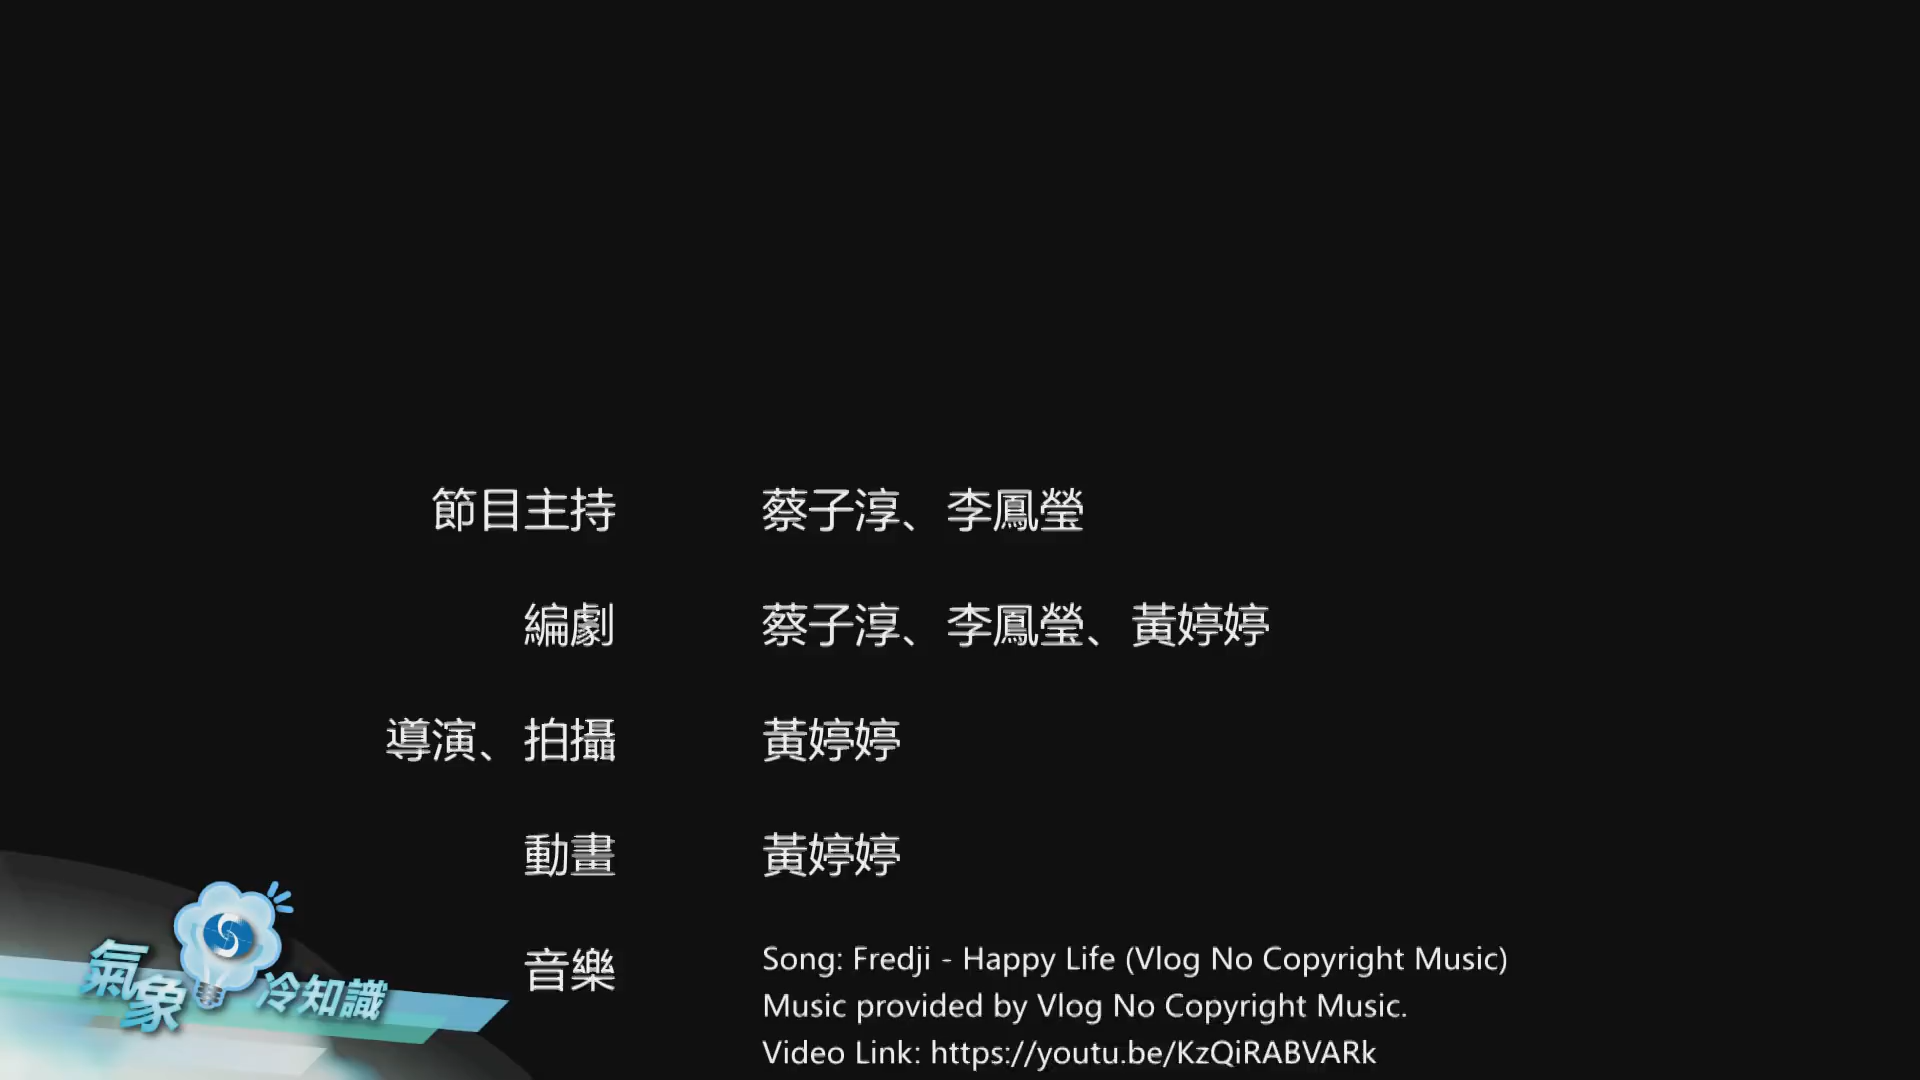 節目主持 蔡子淳、李鳳瑩
編劇 蔡子淳、李鳳瑩、黃婷婷
導演、拍攝 黃婷婷
動畫 黃婷婷
音樂 Song: Fredji - Happy Life (Vlog No Copyright Music)
Music provided by Vlog No Copyright Music.
Video Link: https://youtu.be/KzQiRABVARk
氣象冷知識